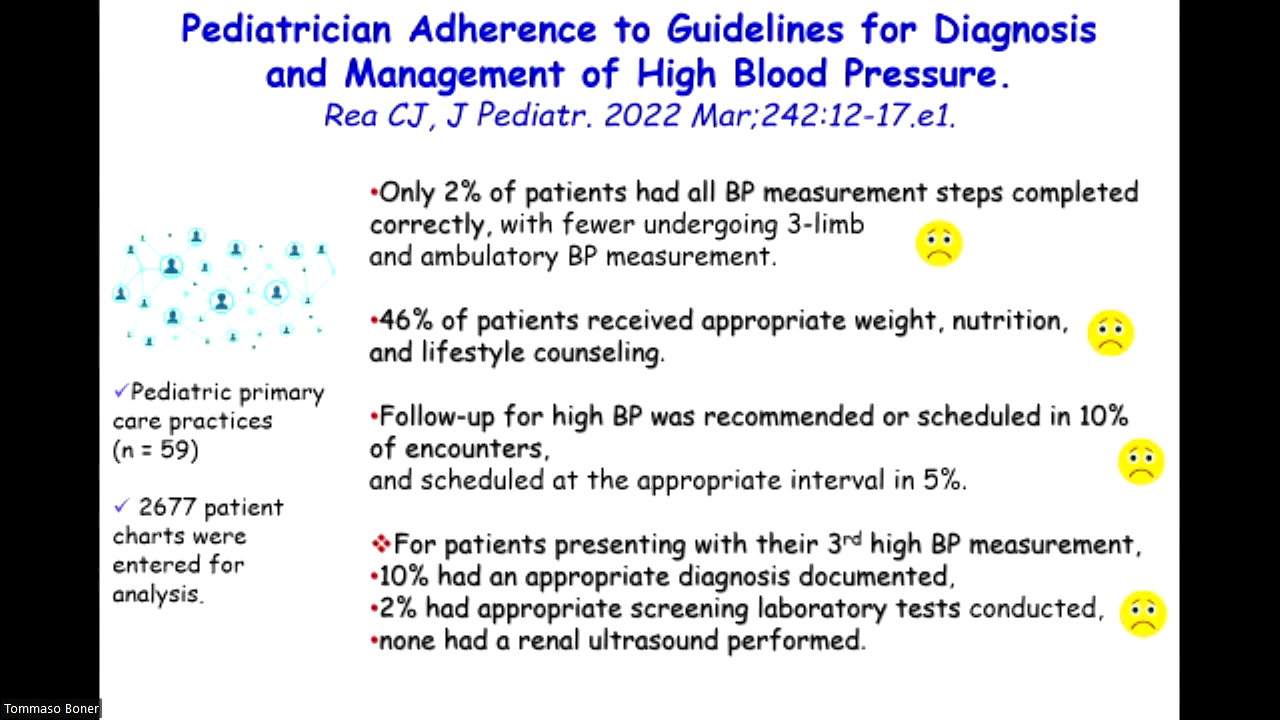 Pediatrician Adherence to Guidelines for Diagnosis
and Management of High Blood Pressure.
Rea CJ, J Pediatr. 2022 Mar;242:12-17.e1.
✓Pediatric primary
care practices
(n = 59)
✓ 2677 patient
charts were
entered for
analysis.
•Only 2% of patients had all BP measurement steps completed
correctly, with fewer undergoing 3-limb
and ambulatory BP measurement.
•46% of patients received appropriate weight, nutrition,
and lifestyle counseling.
•Follow-up for high BP was recommended or scheduled in 10%
of encounters,
and scheduled at the appropriate interval in 5%.
❖For patients presenting with their 3rd high BP measurement,
•10% had an appropriate diagnosis documented,
•2% had appropriate screening laboratory tests conducted,
•none had a renal ultrasound performed.
Tommaso Boner